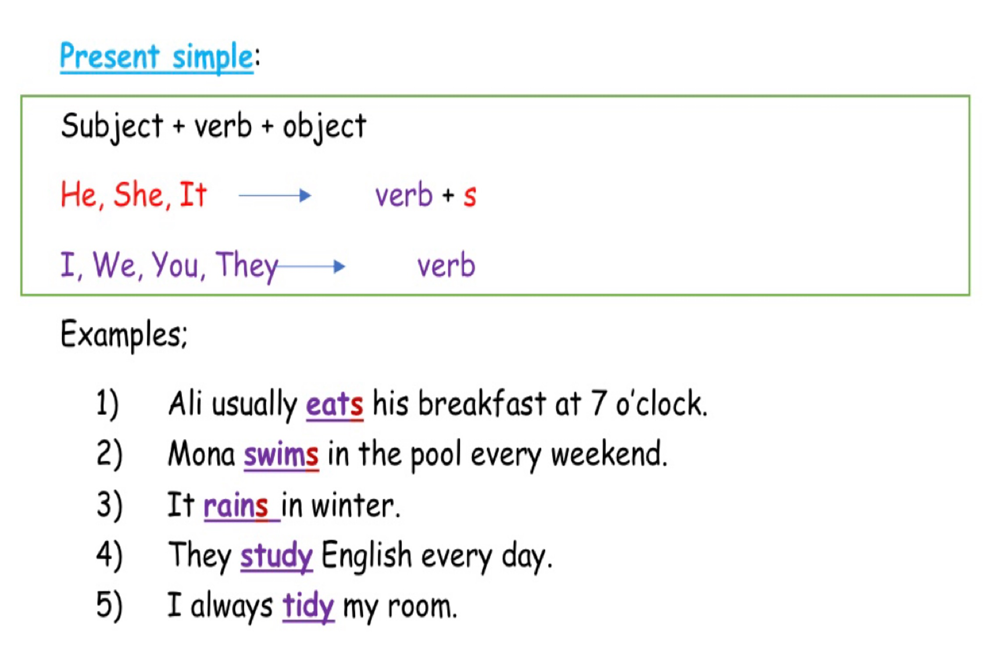 Present simple:
Subject + verb + object
He, She, It verb + s
I, We, You, They verb
Examples;
1) Ali usually eats his breakfast at 7 o'clock.
2) Mona swims in the pool every weekend.
3) It rains in winter.
4) They study English every day.
5) I always tidy my room.